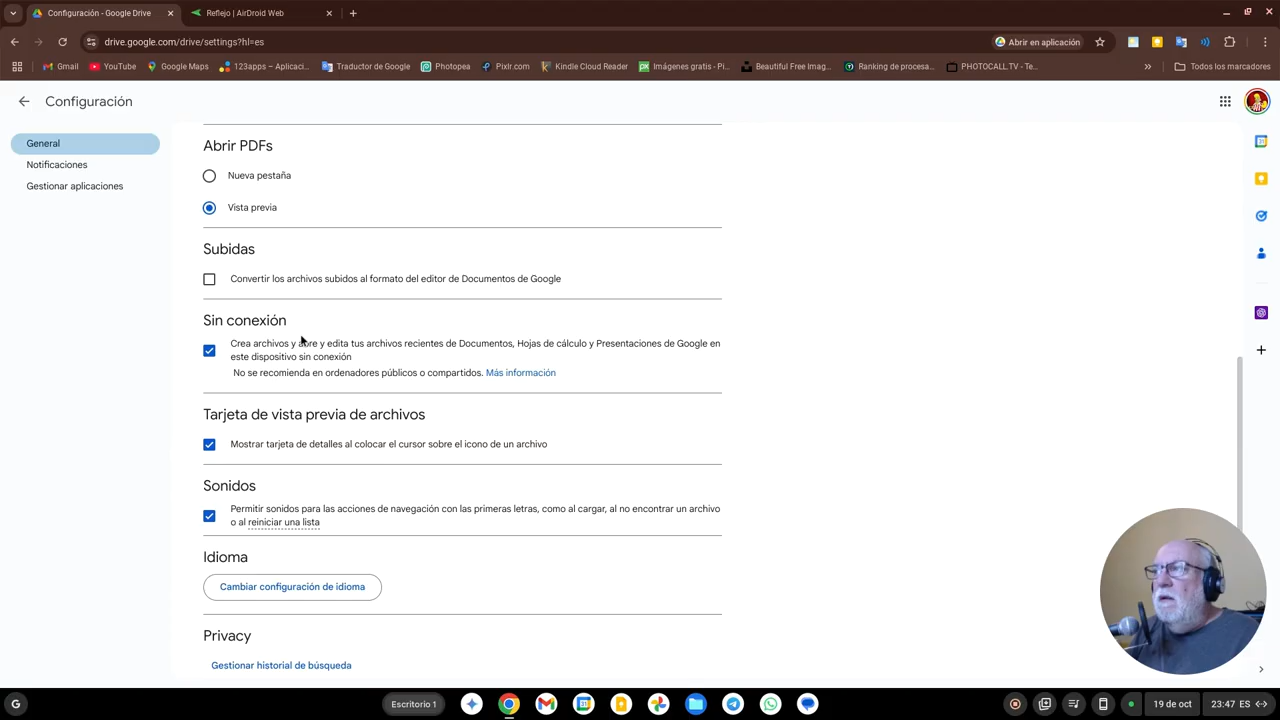 Configuración - Google Drive
Reflejo | AirDroid Web
drive.google.com/drive/settings?hl=es
Abrir en aplicación
Gmail
YouTube
Google Maps
123apps – Aplicaci...
Traductor de Google
Photopea
Pixlr.com
Kindle Cloud Reader
Imágenes gratis - Pi...
Beautiful Free Imag...
Ranking de procesa...
PHOTOCALL.TV - Te...
Todos los marcadores
Configuración
General
Notificaciones
Gestionar aplicaciones
Abrir PDFs
Nueva pestaña
Vista previa
Subidas
Convertir los archivos subidos al formato del editor de Documentos de Google
Sin conexión
Crea archivos y abre y edita tus archivos recientes de Documentos, Hojas de cálculo y Presentaciones de Google en
este dispositivo sin conexión
No se recomienda en ordenadores públicos o compartidos. Más información
Tarjeta de vista previa de archivos
Mostrar tarjeta de detalles al colocar el cursor sobre el icono de un archivo
Sonidos
Permitir sonidos para las acciones de navegación con las primeras letras, como al cargar, al no encontrar un archivo
o al reiniciar una lista
Idioma
Cambiar configuración de idioma
Privacy
Gestionar historial de búsqueda
Escritorio 1
19 de oct
23:47 ES